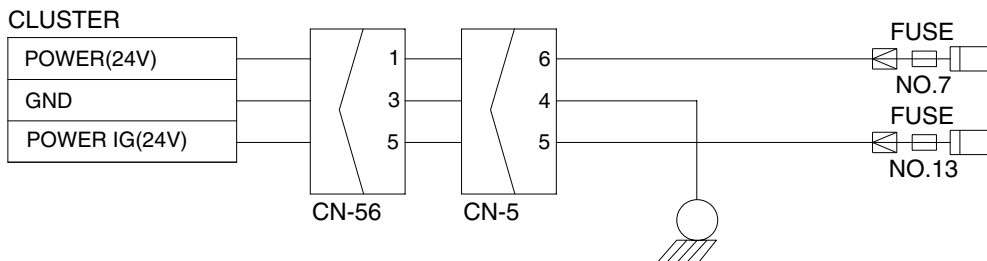 CLUSTER
FUSE
POWER(24V)
1
6
NO.7
GND
3
4
FUSE
POWER IG(24V)
5
5
NO.13
CN-56
CN-5